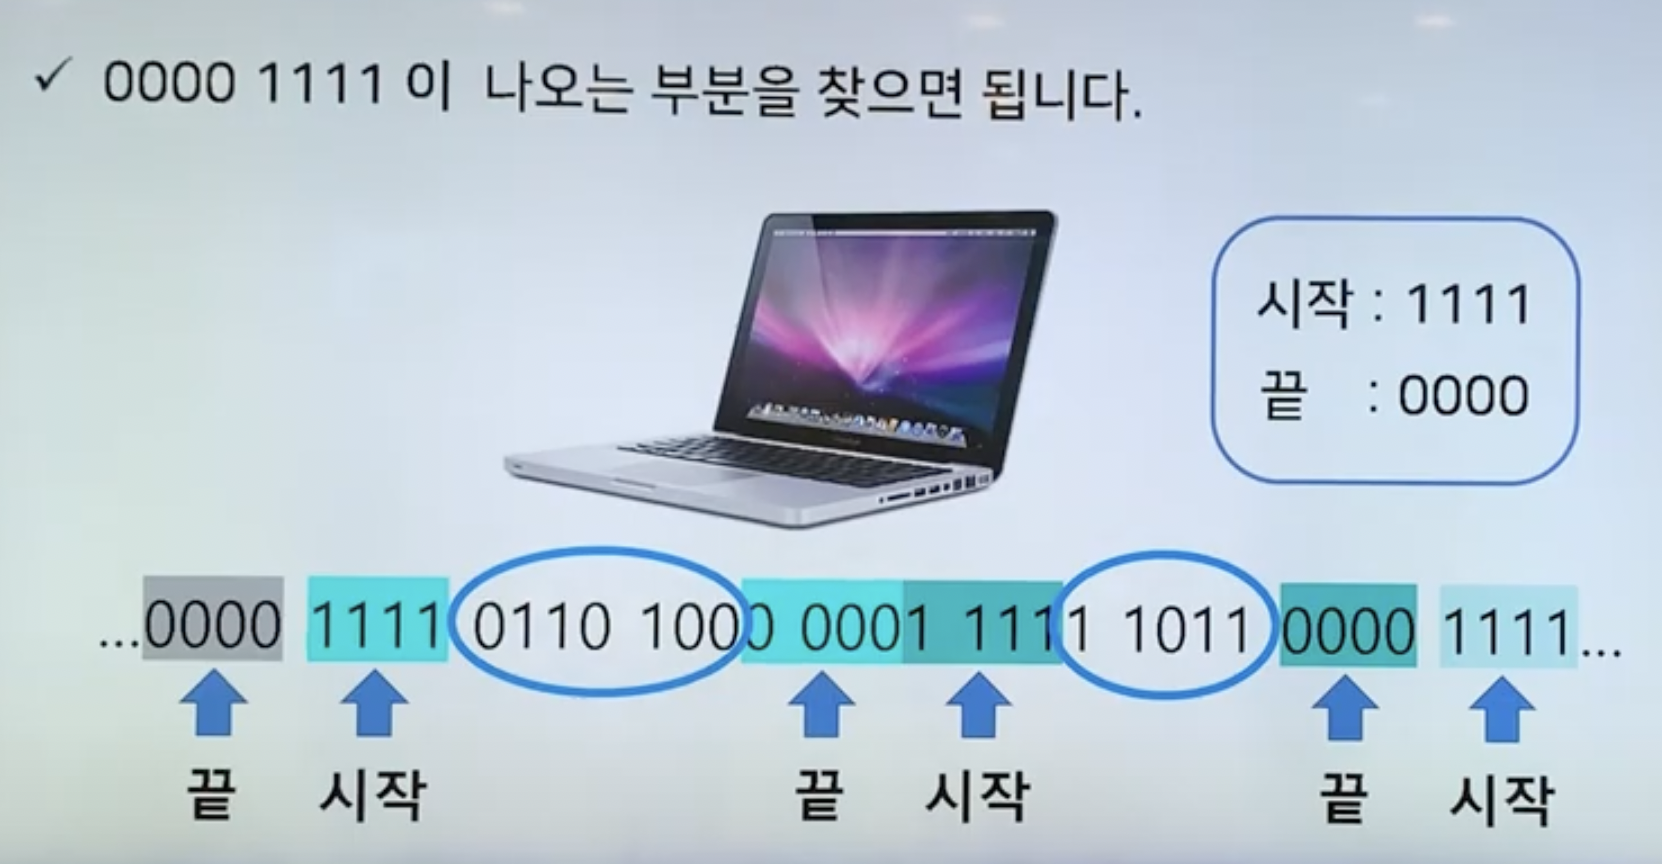 ✓ 0000 1111 이 나오는 부분을 찾으면 됩니다.
시작 : 1111
끝 : 0000
...0000 1111 0110 1000 0001 1111 1011 0000 1111...
끝 시작 끝 시작 끝 시작